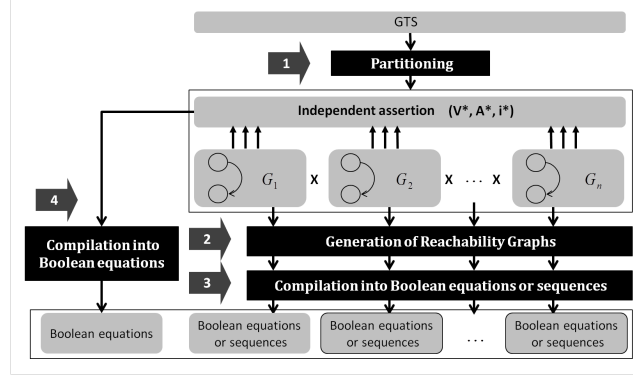 GTS
1
Partitioning
Independent assertion (V*, A*, i*)
G1 X G2 X ... X Gn
4
Compilation into
Boolean equations
2
Generation of Reachability Graphs
3
Compilation into Boolean equations or sequences
Boolean equations
Boolean equations
or sequences
Boolean equations
or sequences
...
Boolean equations
or sequences